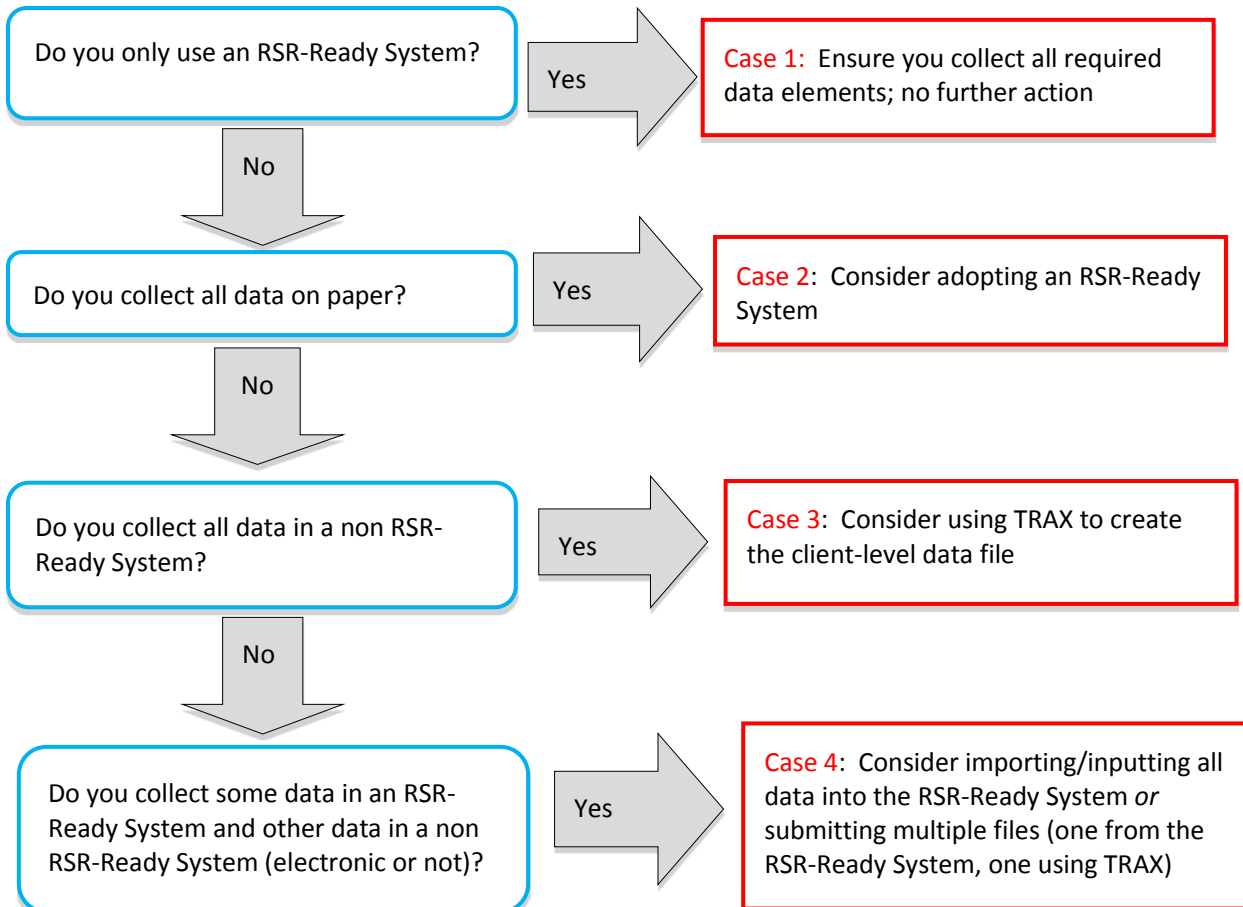 Do you only use an RSR-Ready System?
Yes
Case 1:  Ensure you collect all required
data elements; no further action
No
Do you collect all data on paper?
Yes
Case 2:  Consider adopting an RSR-Ready
System
No
Do you collect all data in a non RSR-
Ready System?
Yes
Case 3:  Consider using TRAX to create
the client-level data file
No
Do you collect some data in an RSR-
Ready System and other data in a non
RSR-Ready System (electronic or not)?
Yes
Case 4:  Consider importing/inputting all
data into the RSR-Ready System or
submitting multiple files (one from the
RSR-Ready System, one using TRAX)